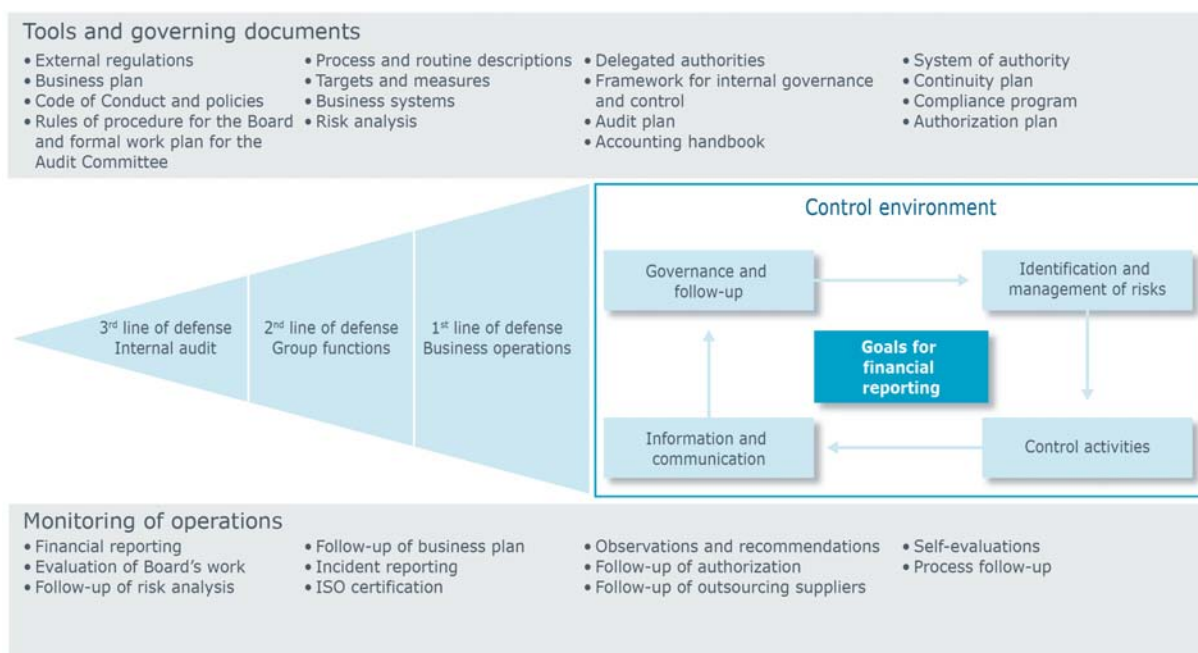 Tools and governing documents
• External regulations
• Business plan
• Code of Conduct and policies
• Rules of procedure for the Board
and formal work plan for the
Audit Committee
• Process and routine descriptions
• Targets and measures
• Business systems
• Risk analysis
• Delegated authorities
• Framework for internal governance
and control
• Audit plan
• Accounting handbook
• System of authority
• Continuity plan
• Compliance program
• Authorization plan
3rd line of defense
Internal audit
2nd line of defense
Group functions
1st line of defense
Business operations
Control environment
Governance and
follow-up
Identification and
management of risks
Goals for
financial
reporting
Information and
communication
Control activities
Monitoring of operations
• Financial reporting
• Evaluation of Board's work
• Follow-up of risk analysis
• Follow-up of business plan
• Incident reporting
• ISO certification
• Observations and recommendations
• Follow-up of authorization
• Follow-up of outsourcing suppliers
• Self-evaluations
• Process follow-up